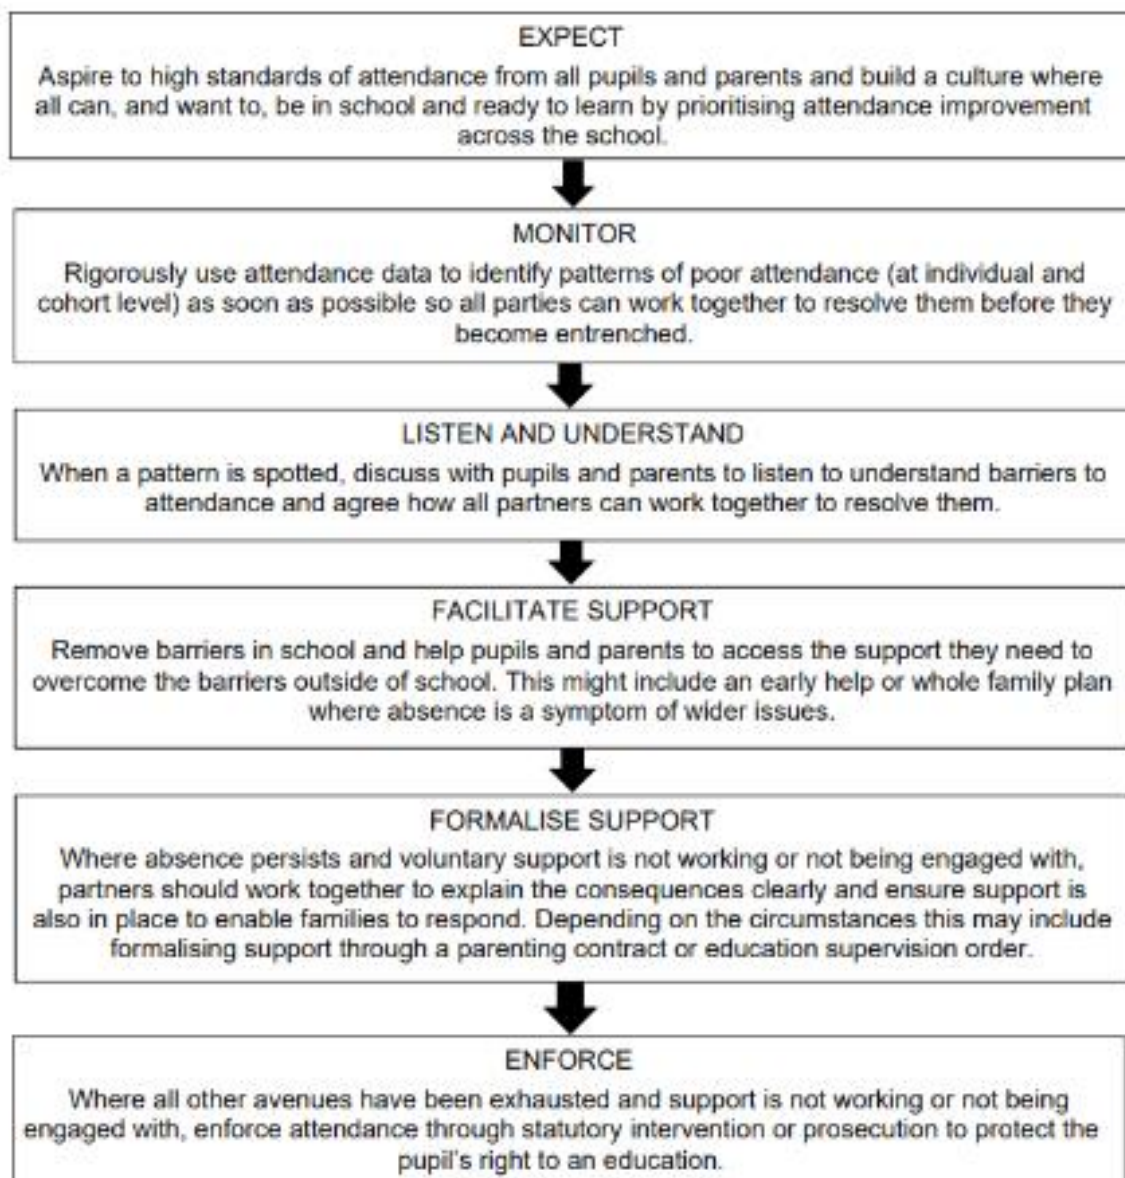 EXPECT
Aspire to high standards of attendance from all pupils and parents and build a culture where
all can, and want to, be in school and ready to learn by prioritising attendance improvement
across the school.
MONITOR
Rigorously use attendance data to identify patterns of poor attendance (at individual and
cohort level) as soon as possible so all parties can work together to resolve them before they
become entrenched.
LISTEN AND UNDERSTAND
When a pattern is spotted, discuss with pupils and parents to listen to understand barriers to
attendance and agree how all partners can work together to resolve them.
FACILITATE SUPPORT
Remove barriers in school and help pupils and parents to access the support they need to
overcome the barriers outside of school. This might include an early help or whole family plan
where absence is a symptom of wider issues.
FORMALISE SUPPORT
Where absence persists and voluntary support is not working or not being engaged with,
partners should work together to explain the consequences clearly and ensure support is
also in place to enable families to respond. Depending on the circumstances this may include
formalising support through a parenting contract or education supervision order.
ENFORCE
Where all other avenues have been exhausted and support is not working or not being
engaged with, enforce attendance through statutory intervention or prosecution to protect the
pupil's right to an education.